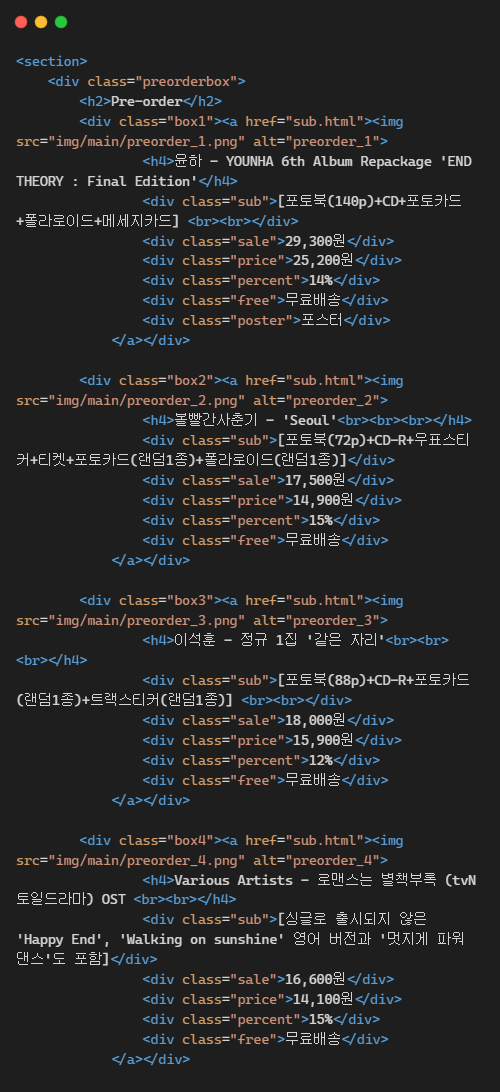 <section>
<div class="preorderbox">
<h2>Pre-order</h2>
<div class="box1"><a href="sub.html"><img
src="img/main/preorder_1.png" alt="preorder_1">
<h4>윤하 - YOUNHA 6th Album Repackage 'END
THEORY : Final Edition'</h4>
<div class="sub">[포토북(140p)+CD+포토카드
+폴라로이드+메세지카드] <br><br></div>
<div class="sale">29,300원</div>
<div class="price">25,200원</div>
<div class="percent">14%</div>
<div class="free">무료배송</div>
<div class="poster">포스터</div>
</a></div>
<div class="box2"><a href="sub.html"><img
src="img/main/preorder_2.png" alt="preorder_2">
<h4>볼빨간사춘기 - 'Seoul'<br><br><br></h4>
<div class="sub">[포토북(72p)+CD-R+우표스티
커+티켓+포토카드(랜덤1종)+폴라로이드(랜덤1종)]</div>
<div class="sale">17,500원</div>
<div class="price">14,900원</div>
<div class="percent">15%</div>
<div class="free">무료배송</div>
</a></div>
<div class="box3"><a href="sub.html"><img
src="img/main/preorder_3.png" alt="preorder_3">
<h4>이석훈 - 정규 1집 '같은 자리'<br><br>
<br></h4>
<div class="sub">[포토북(88p)+CD-R+포토카드
(랜덤1종)+트랙스티커(랜덤1종)] <br><br></div>
<div class="sale">18,000원</div>
<div class="price">15,900원</div>
<div class="percent">12%</div>
<div class="free">무료배송</div>
</a></div>
<div class="box4"><a href="sub.html"><img
src="img/main/preorder_4.png" alt="preorder_4">
<h4>Various Artists - 로맨스는 별책부록 (tvN
토일드라마) OST <br><br></h4>
<div class="sub">[싱글로 출시되지 않은
'Happy End', 'Walking on sunshine' 영어 버전과 '멋지게 파워
댄스'도 포함]</div>
<div class="sale">16,600원</div>
<div class="price">14,100원</div>
<div class="percent">15%</div>
<div class="free">무료배송</div>
</a></div>